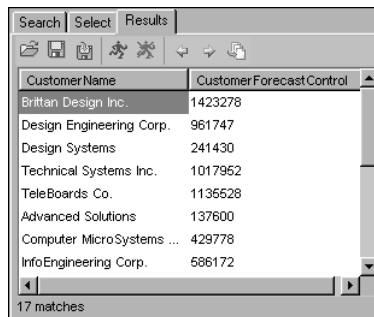 Search Select Results
CustomerName CustomerForecastControl
Brittan Design Inc. 1423278
Design Engineering Corp. 961747
Design Systems 241430
Technical Systems Inc. 1017952
TeleBoards Co. 1135528
Advanced Solutions 137600
Computer MicroSystems ... 429778
InfoEngineering Corp. 586172
17 matches